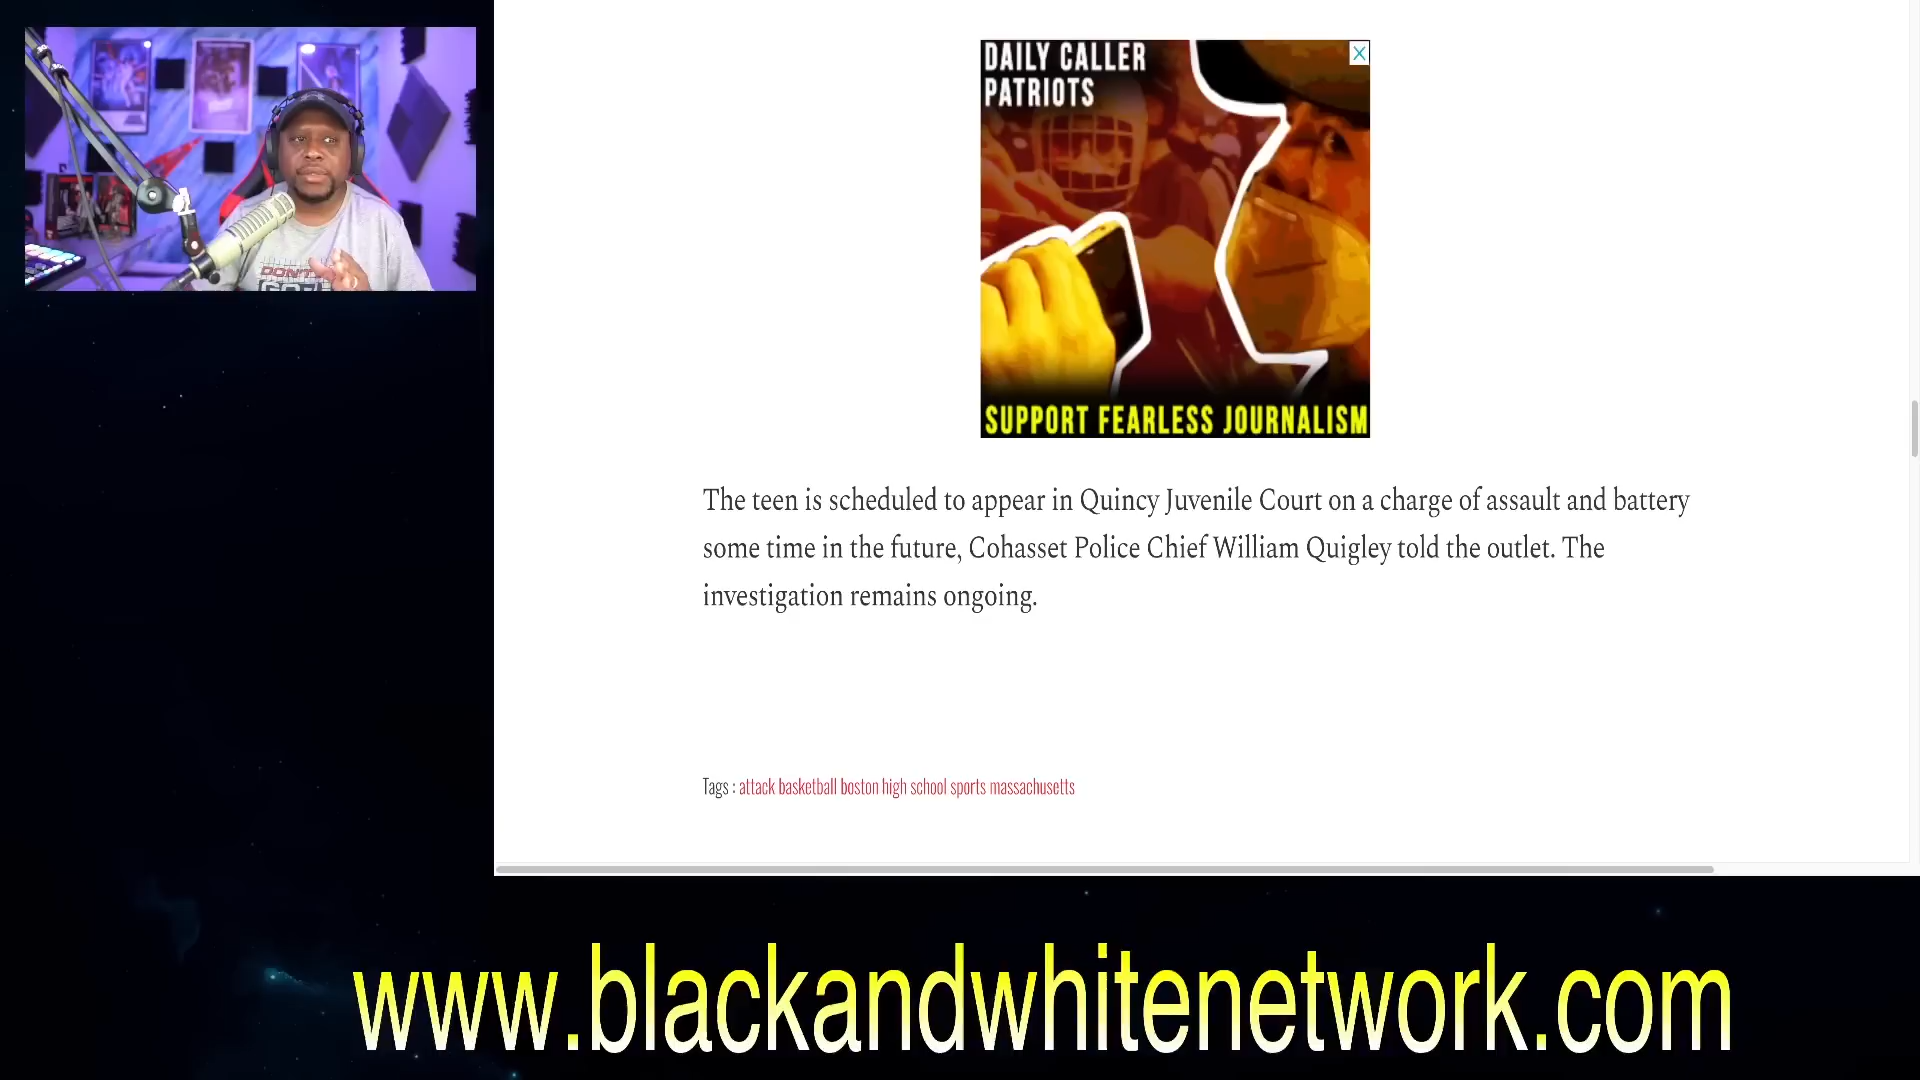 DAILY CALLER
PATRIOTS
SUPPORT FEARLESS JOURNALISM
DON'T
The teen is scheduled to appear in Quincy Juvenile Court on a charge of assault and battery
some time in the future, Cohasset Police Chief William Quigley told the outlet. The
investigation remains ongoing.
Tags : attack basketball boston high school sports massachusetts
www.blackandwhitenetwork.com